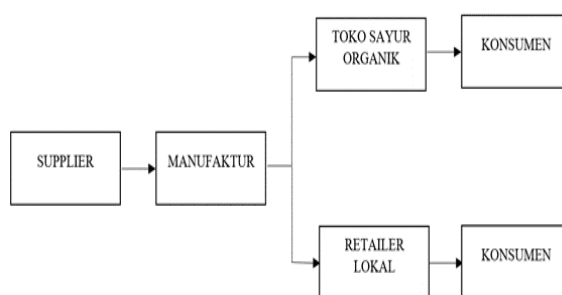 TOKO SAYUR
ORGANIK
KONSUMEN
SUPPLIER
MANUFAKTUR
RETAILER
LOKAL
KONSUMEN